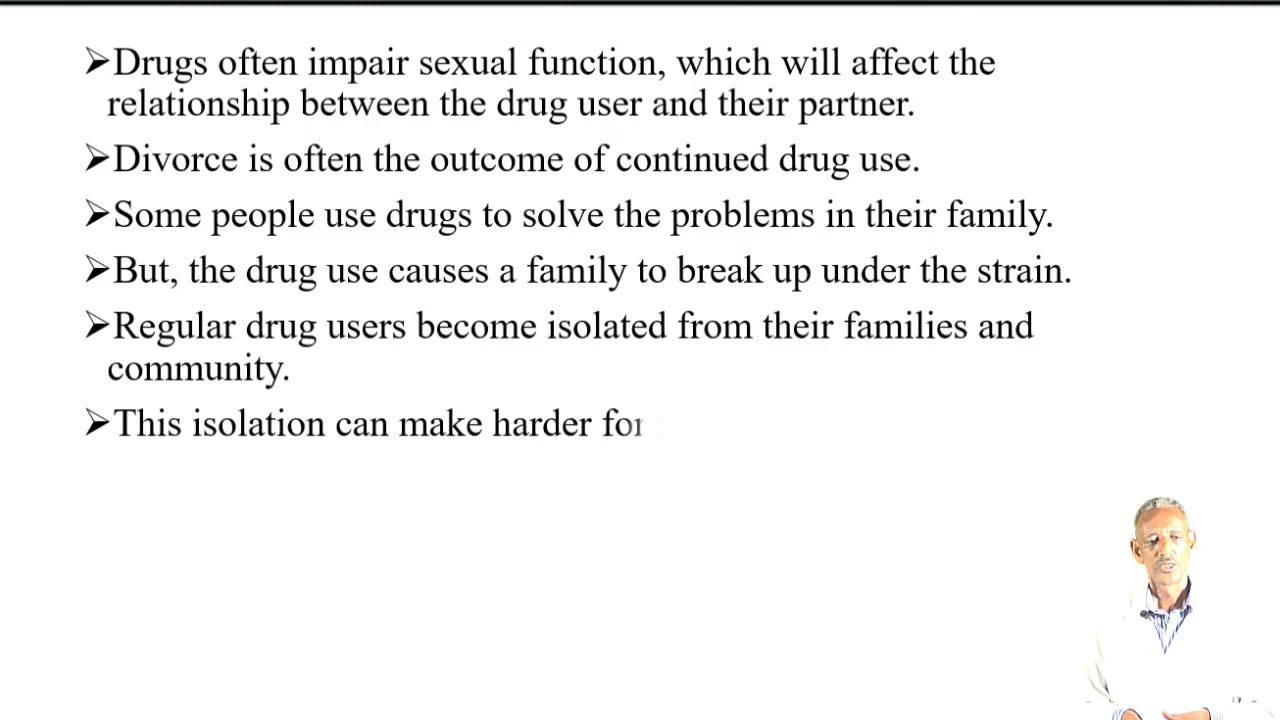 ➢Drugs often impair sexual function, which will affect the
relationship between the drug user and their partner.
➢Divorce is often the outcome of continued drug use.
➢Some people use drugs to solve the problems in their family.
➢But, the drug use causes a family to break up under the strain.
➢Regular drug users become isolated from their families and
community.
➢This isolation can make harder for